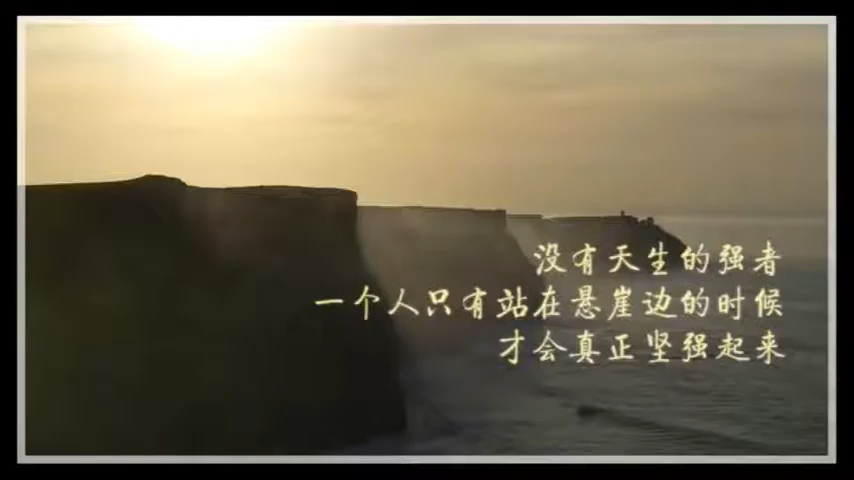 没有天生的强者
一个人只有站在悬崖边的时候
才会真正坚强起来